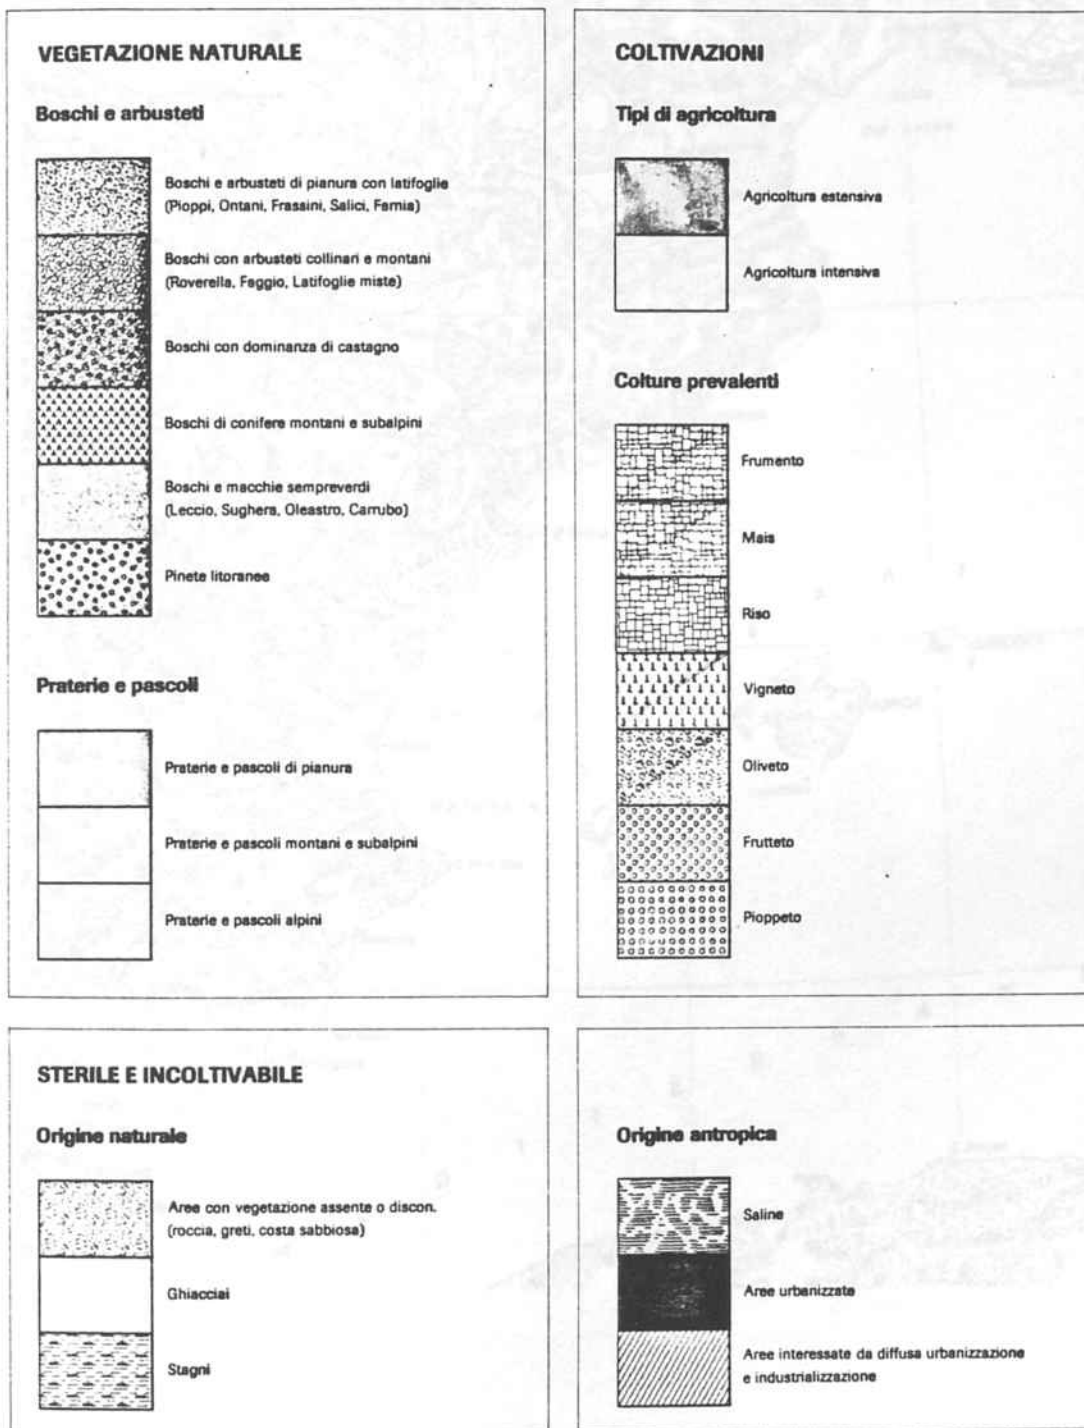 VEGETAZIONE NATURALE
Boschi e arbusteti
Boschi e arbusteti di pianura con latifoglie
(Pioppi, Ontani, Frassini, Salici, Farnia)
Boschi con arbusteti collinari e montani
(Roverella, Faggio, Latifoglie miste)
Boschi con dominanza di castagno
Boschi di conifere montani e subalpini
Boschi e macchie sempreverdi
(Leccio, Sughera, Oleastro, Carrubo)
Pinete litoranee
Praterie e pascoli
Praterie e pascoli di pianura
Praterie e pascoli montani e subalpini
Praterie e pascoli alpini
COLTIVAZIONI
Tipi di agricoltura
Agricoltura estensiva
Agricoltura intensiva
Colture prevalenti
Frumento
Mais
Riso
Vigneto
Oliveto
Frutteto
Pioppeto
STERILE E INCOLTIVABILE
Origine naturale
Aree con vegetazione assente o discon.
(roccia, greti, costa sabbiosa)
Ghiacciai
Stagni
Origine antropica
Saline
Aree urbanizzate
Aree interessate da diffusa urbanizzazione
e industrializzazione